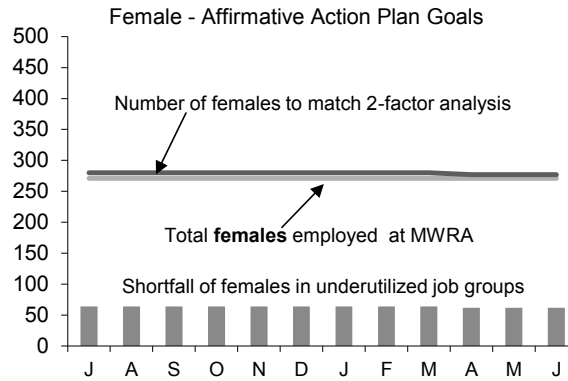 Female - Affirmative Action Plan Goals
500
450
400
350
300
250
200
150
100
50
0
Number of females to match 2-factor analysis
Total females employed at MWRA
Shortfall of females in underutilized job groups
J A S O N D J F M A M J